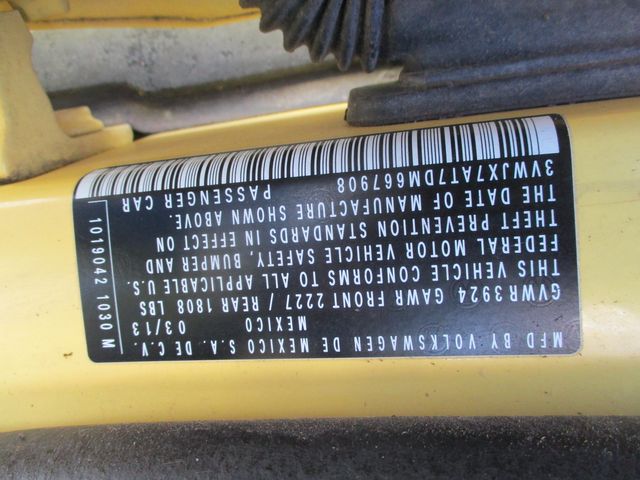 MFD BY VOLKSWAGEN DE MEXICO S.A. DE C.V.
MEXICO 03/13
GVWR3924 GAWR FRONT 2227 / REAR 1808 LBS
THIS VEHICLE CONFORMS TO ALL APPLICABLE U.S.
FEDERAL MOTOR VEHICLE SAFETY, BUMPER AND
THEFT PREVENTION STANDARDS IN EFFECT ON
THE DATE OF MANUFACTURE SHOWN ABOVE.
3VWJX7AT7DM667908 PASSENGER CAR
1019042 1030 M